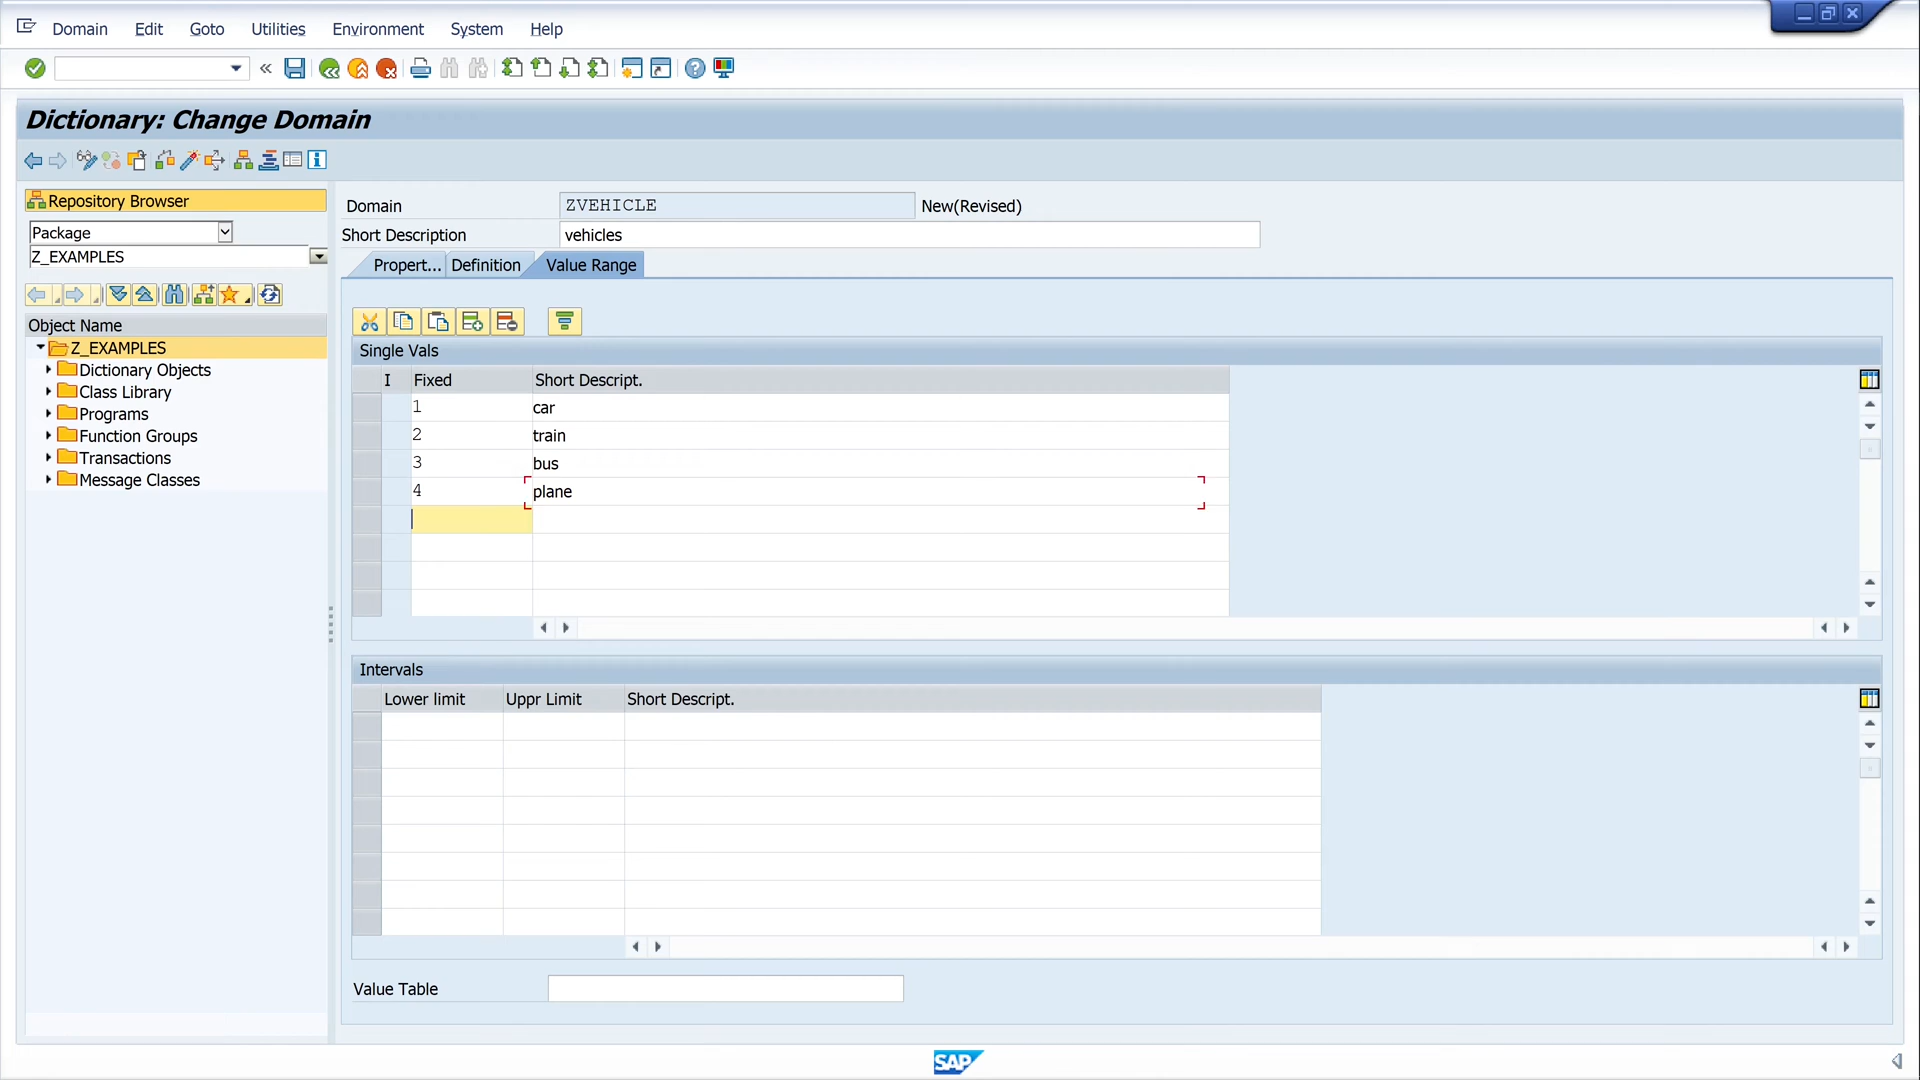 Domain Edit Goto Utilities Environment System Help
Dictionary: Change Domain
Repository Browser
Package
Z_EXAMPLES
Object Name
Z_EXAMPLES
Dictionary Objects
Class Library
Programs
Function Groups
Transactions
Message Classes
Domain ZVEHICLE New(Revised)
Short Description vehicles
Propert... Definition Value Range
Single Vals
I Fixed Short Descript.
1 car
2 train
3 bus
4 plane
Intervals
Lower limit Uppr Limit Short Descript.
Value Table
SAP